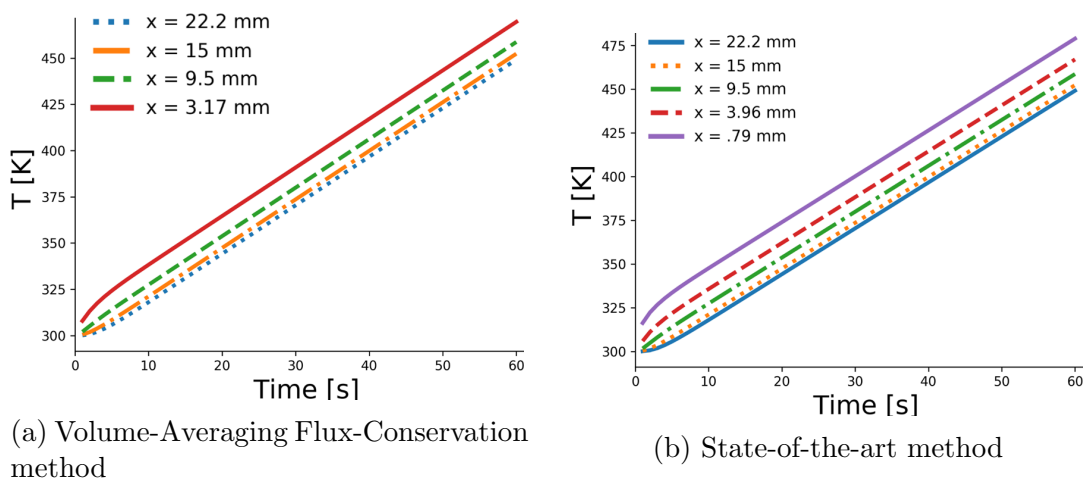 x = 22.2 mm
x = 15 mm
x = 9.5 mm
x = 3.17 mm
450
425
400
375
350
325
300
T [K]
0 10 20 30 40 50 60
Time [s]
(a) Volume-Averaging Flux-Conservation
method
x = 22.2 mm
x = 15 mm
x = 9.5 mm
x = 3.96 mm
x = .79 mm
475
450
425
400
375
350
325
300
T [K]
0 10 20 30 40 50 60
Time [s]
(b) State-of-the-art method